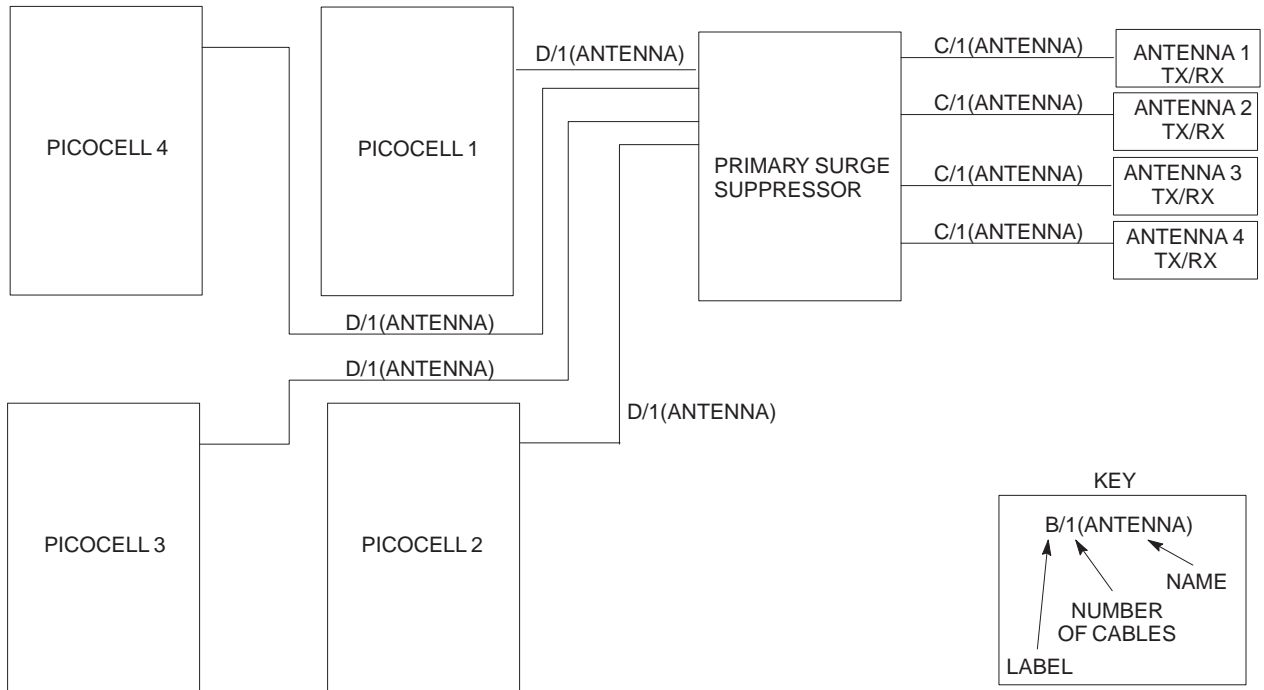 PICOCELL 4
PICOCELL 1
D/1(ANTENNA)
PRIMARY SURGE
SUPPRESSOR
C/1(ANTENNA)
ANTENNA 1
TX/RX
C/1(ANTENNA)
ANTENNA 2
TX/RX
C/1(ANTENNA)
ANTENNA 3
TX/RX
C/1(ANTENNA)
ANTENNA 4
TX/RX
D/1(ANTENNA)
D/1(ANTENNA)
D/1(ANTENNA)
PICOCELL 3
PICOCELL 2
KEY
B/1(ANTENNA)
NAME
NUMBER
OF CABLES
LABEL